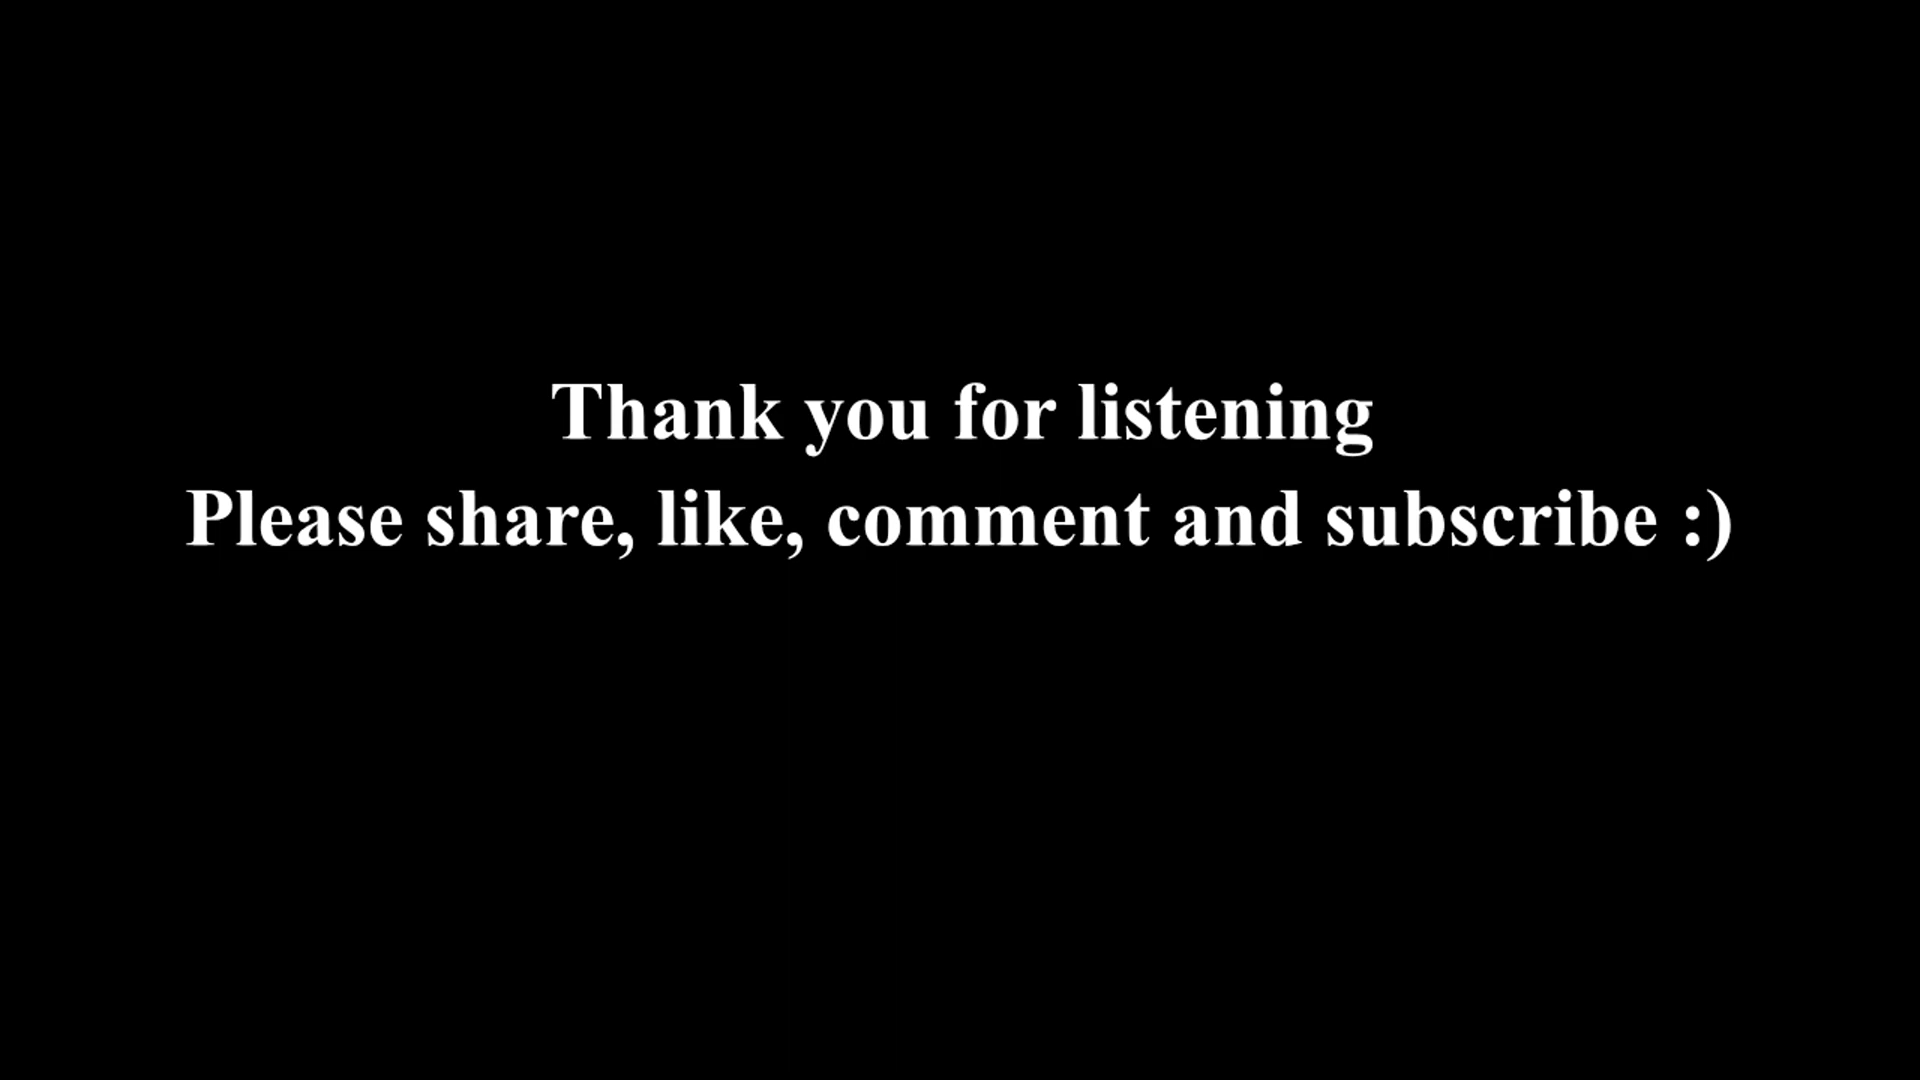 Thank you for listening
Please share, like, comment and subscribe :)